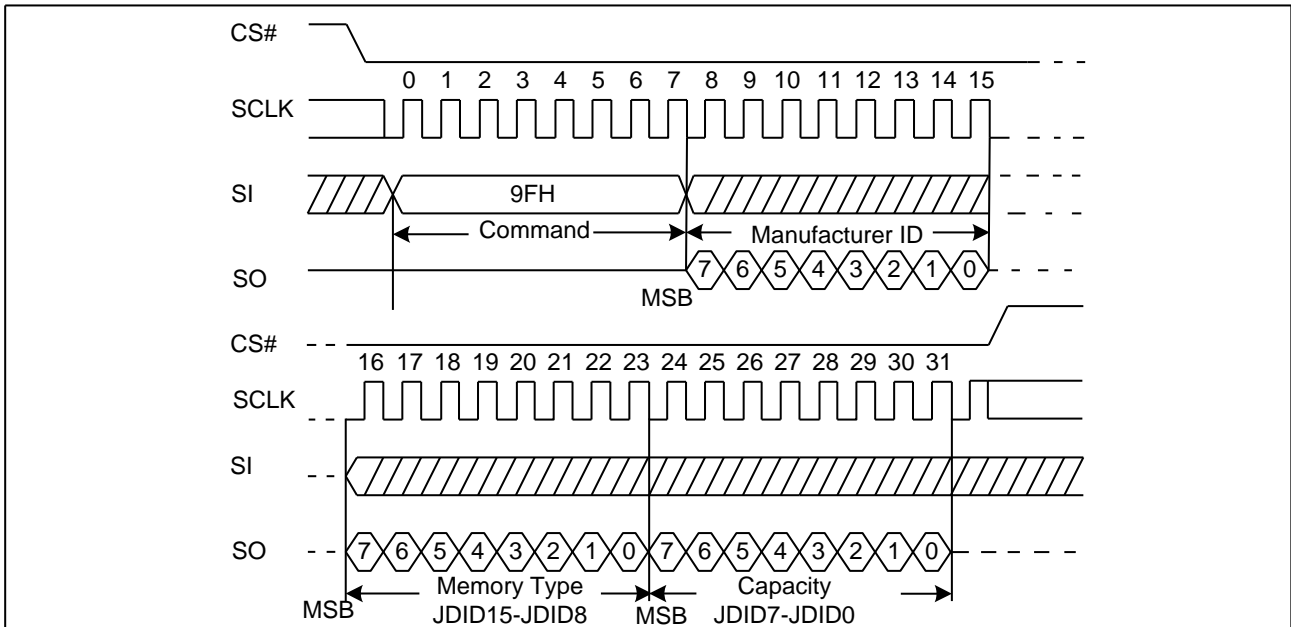 CS#
0 1 2 3 4 5 6 7 8 9 10 11 12 13 14 15
SCLK
SI 9FH
Command Manufacturer ID
SO 7 6 5 4 3 2 1 0
MSB
CS#
16 17 18 19 20 21 22 23 24 25 26 27 28 29 30 31
SCLK
SI
SO 7 6 5 4 3 2 1 0 7 6 5 4 3 2 1 0
Memory Type Capacity
MSB JDID15-JDID8 MSB JDID7-JDID0